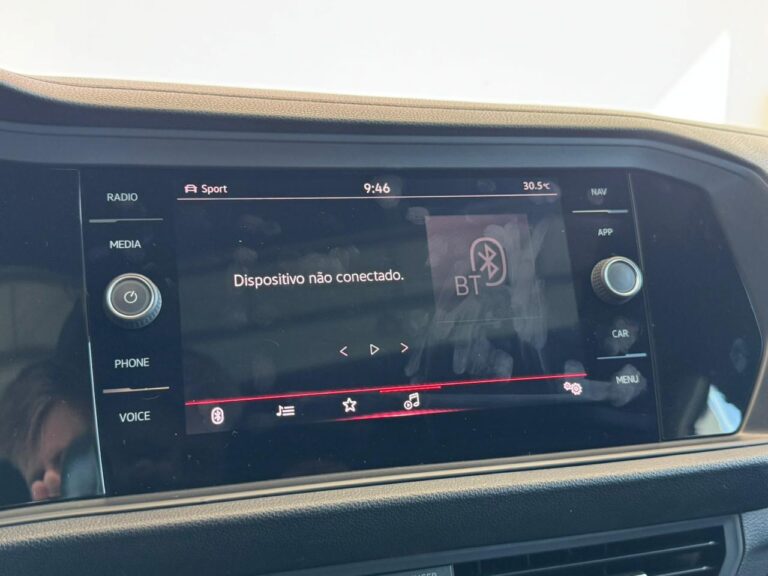 RADIO
MEDIA
PHONE
VOICE
Sport
9:46
30.5°C
Dispositivo não conectado.
BT
NAV
APP
CAR
MENU